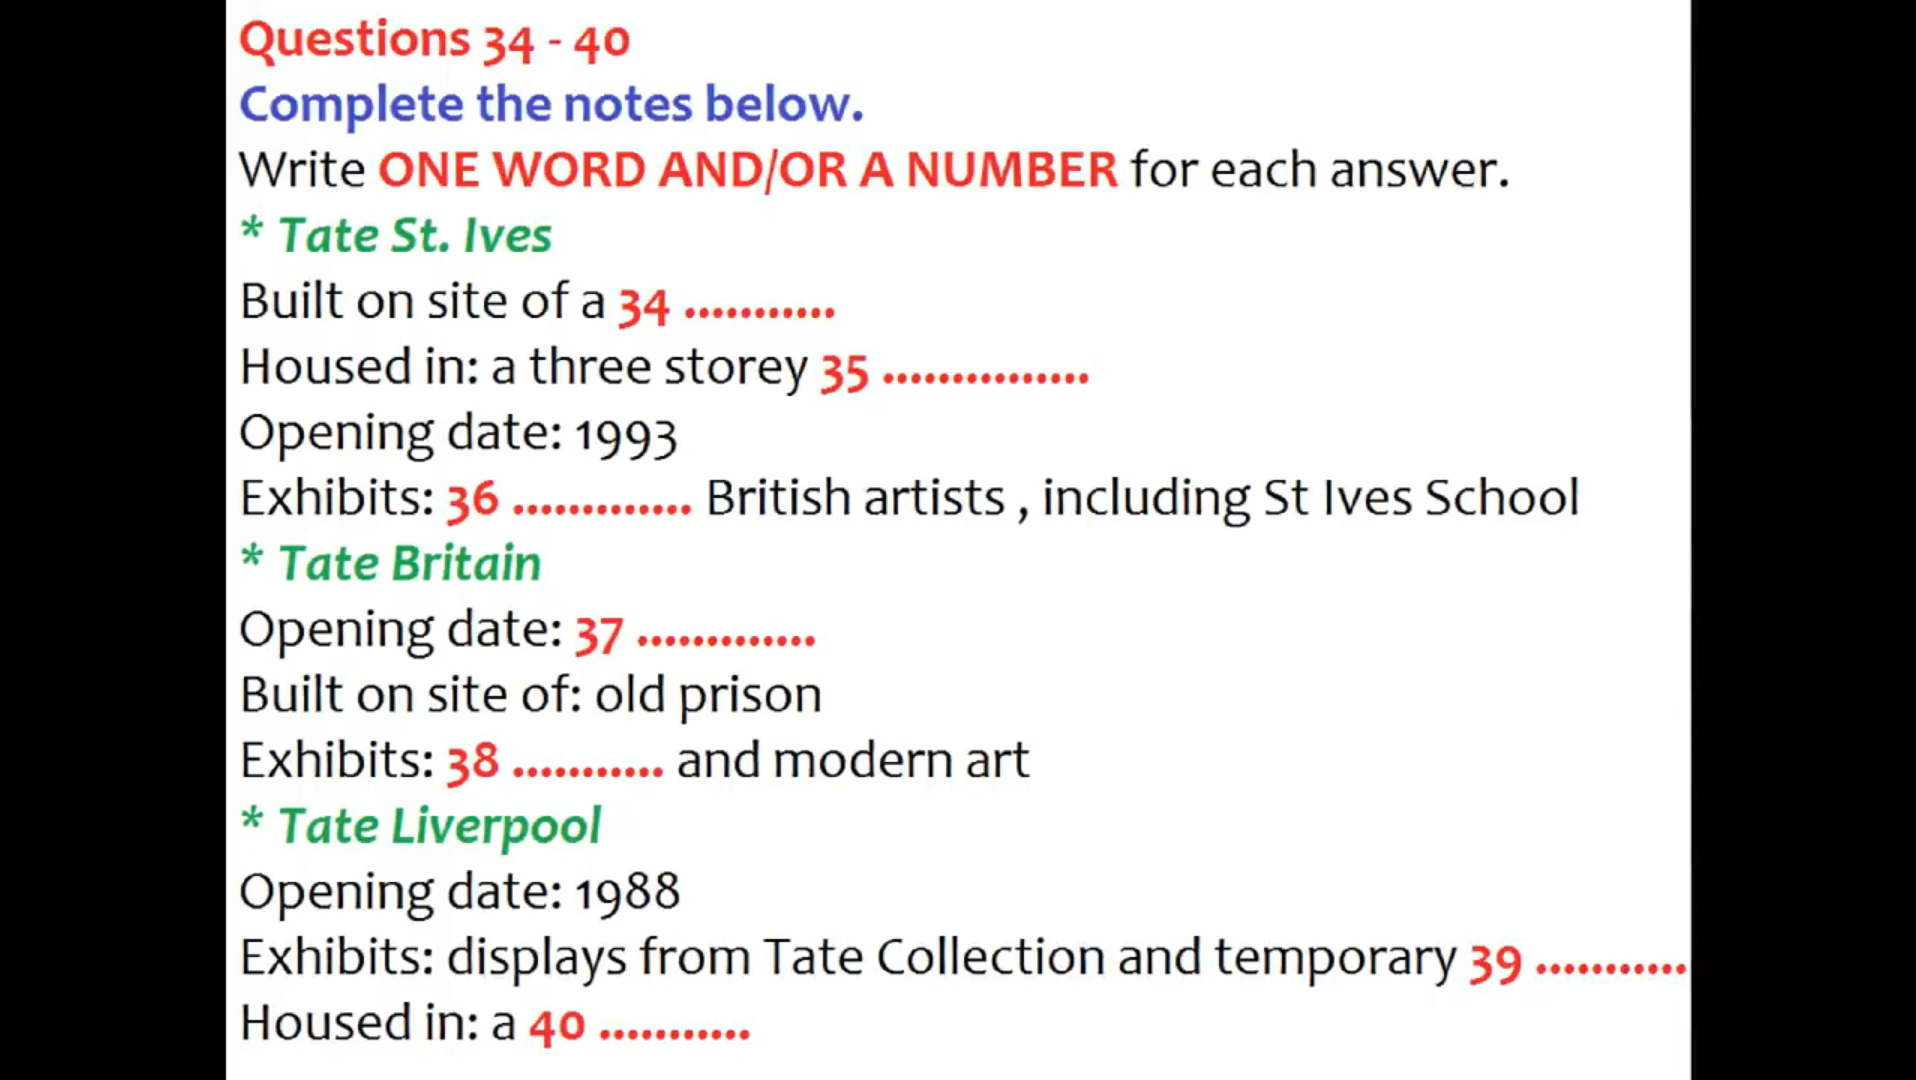 Questions 34 - 40
Complete the notes below.
Write ONE WORD AND/OR A NUMBER for each answer.
* Tate St. Ives
Built on site of a 34 ...........
Housed in: a three storey 35 ...............
Opening date: 1993
Exhibits: 36 ............. British artists , including St Ives School
* Tate Britain
Opening date: 37 .............
Built on site of: old prison
Exhibits: 38 ........... and modern art
* Tate Liverpool
Opening date: 1988
Exhibits: displays from Tate Collection and temporary 39 ...........
Housed in: a 40 ...........